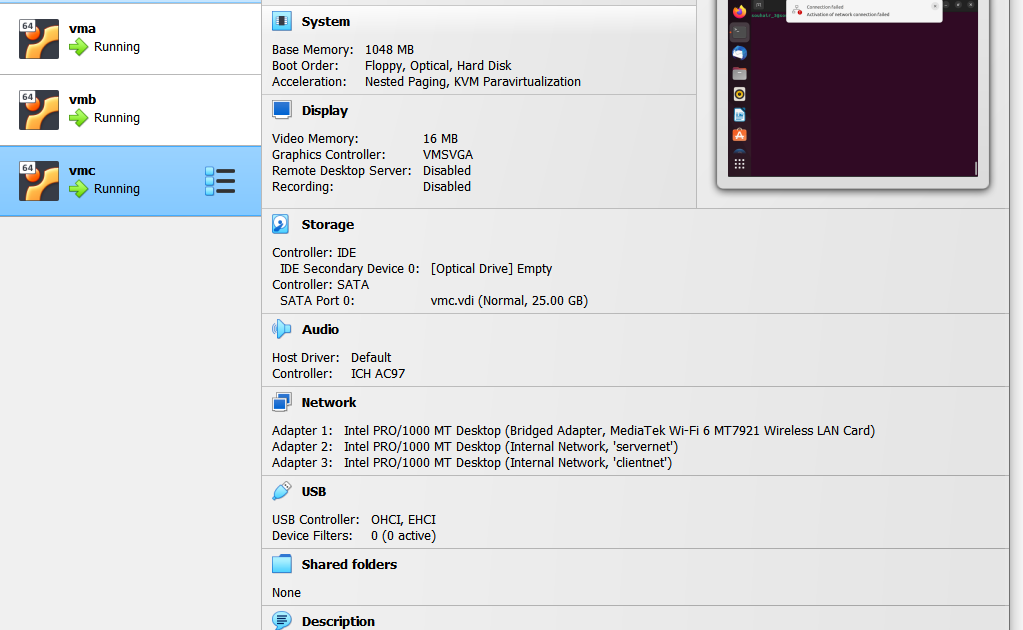 64
vma
Running
64
vmb
Running
64
vmc
Running
System
Base Memory: 1048 MB
Boot Order: Floppy, Optical, Hard Disk
Acceleration: Nested Paging, KVM Paravirtualization
Display
Video Memory: 16 MB
Graphics Controller: VMSVGA
Remote Desktop Server: Disabled
Recording: Disabled
Connection failed
Activation of network connection failed
Storage
Controller: IDE
IDE Secondary Device 0: [Optical Drive] Empty
Controller: SATA
SATA Port 0: vmc.vdi (Normal, 25.00 GB)
Audio
Host Driver: Default
Controller: ICH AC97
Network
Adapter 1: Intel PRO/1000 MT Desktop (Bridged Adapter, MediaTek Wi-Fi 6 MT7921 Wireless LAN Card)
Adapter 2: Intel PRO/1000 MT Desktop (Internal Network, 'servernet')
Adapter 3: Intel PRO/1000 MT Desktop (Internal Network, 'clientnet')
USB
USB Controller: OHCI, EHCI
Device Filters: 0 (0 active)
Shared folders
None
Description